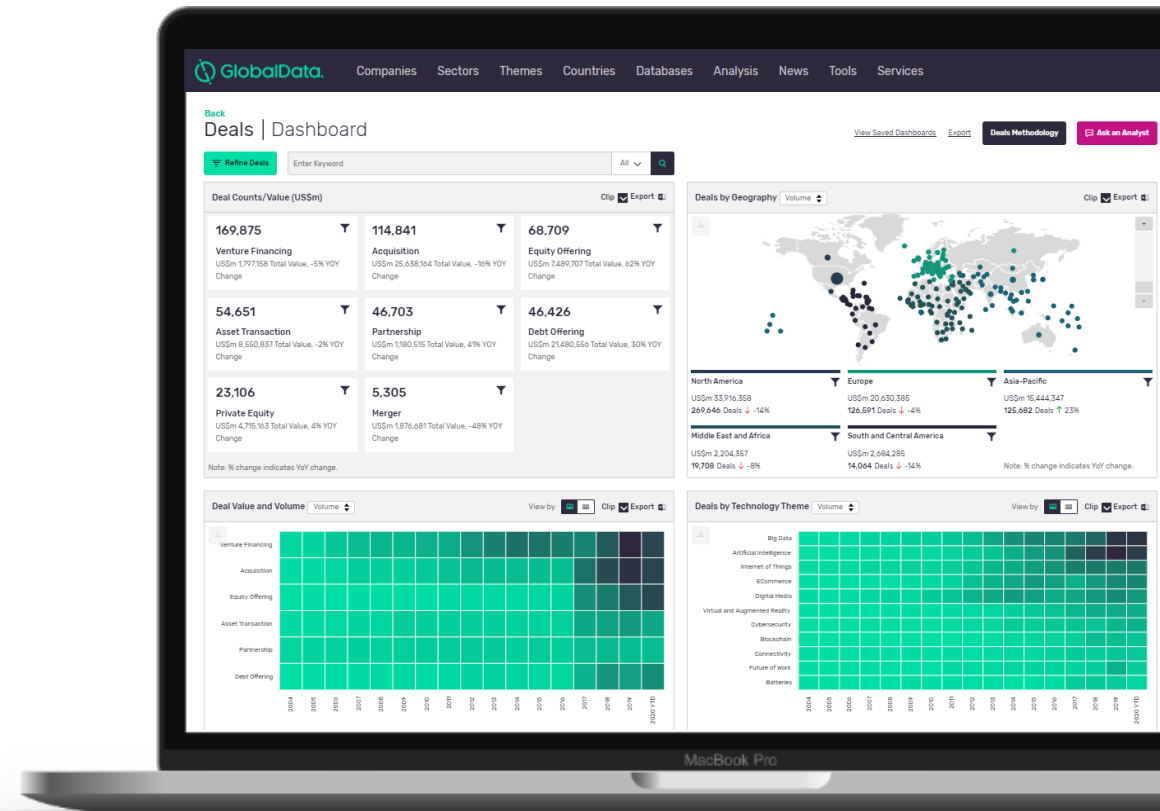 GlobalData.
Companies Sectors Themes Countries Databases Analysis News Tools Services
Back
Deals | Dashboard
View Saved Dashboards Export Deals Methodology Ask an Analyst
Refine Deals Enter Keyword All
Deal Counts/Value (US$m) Clip Export
169,875
Venture Financing
US$m 1,797,158 Total Value, -5% YOY
Change
114,841
Acquisition
US$m 25,638,164 Total Value, -16% YOY
Change
68,709
Equity Offering
US$m 7,489,707 Total Value, 62% YOY
Change
54,651
Asset Transaction
US$m 8,550,837 Total Value, -2% YOY
Change
46,703
Partnership
US$m 1,180,515 Total Value, 41% YOY
Change
46,426
Debt Offering
US$m 21,480,556 Total Value, 30% YOY
Change
23,106
Private Equity
US$m 4,715,163 Total Value, 4% YOY
Change
5,305
Merger
US$m 1,876,681 Total Value, -48% YOY
Change
Note: % change indicates YoY change.
Deals by Geography Volume Clip Export
+
-
North America
US$m 33,916,358
269,646 Deals ↓ -14%
Europe
US$m 20,630,385
126,591 Deals ↓ -4%
Asia-Pacific
US$m 15,444,347
125,682 Deals ↑ 23%
Middle East and Africa
US$m 2,204,357
19,708 Deals ↓ -8%
South and Central America
US$m 2,684,285
14,064 Deals ↓ -14%
Note: % change indicates YoY change.
Deal Value and Volume Volume View by Clip Export
Venture Financing
Acquisition
Equity Offering
Asset Transaction
Partnership
Debt Offering
2004 2005 2006 2007 2008 2009 2010 2011 2012 2013 2014 2015 2016 2017 2018 2019 2020 YTD
Deals by Technology Theme Volume View by Clip Export
Big Data
Artificial Intelligence
Internet of Things
ECommerce
Digital Media
Virtual and Augmented Reality
Cybersecurity
Blockchain
Connectivity
Future of Work
Batteries
2004 2005 2006 2007 2008 2009 2010 2011 2012 2013 2014 2015 2016 2017 2018 2019 2020 YTD
MacBook Pro